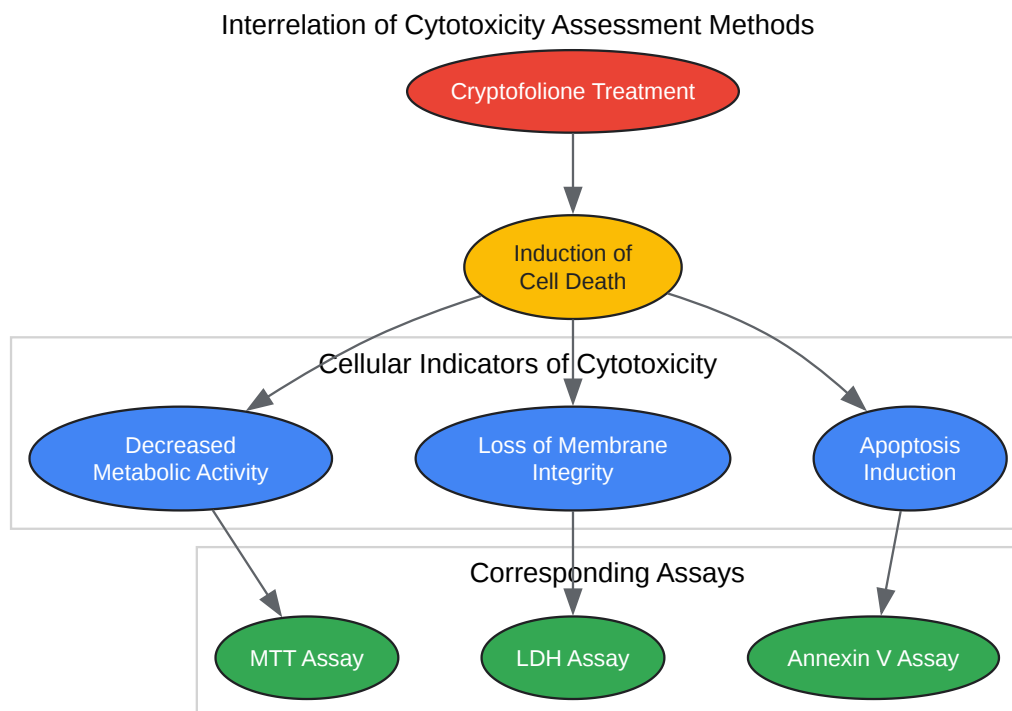 Interrelation of Cytotoxicity Assessment Methods
Cryptofolione Treatment
Induction of
Cell Death
Cellular Indicators of Cytotoxicity
Decreased
Metabolic Activity
Loss of Membrane
Integrity
Apoptosis
Induction
Corresponding Assays
MTT Assay
LDH Assay
Annexin V Assay